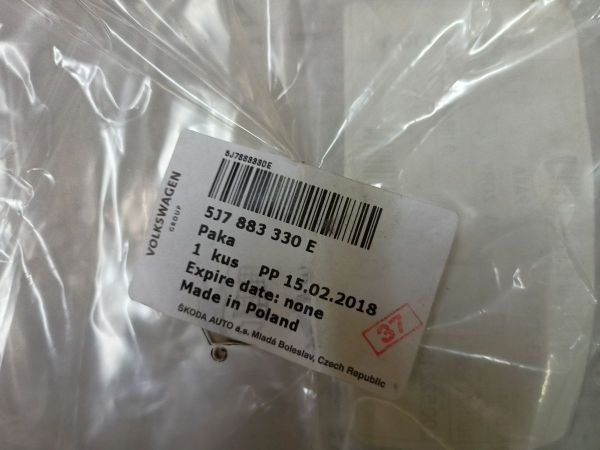 VOLKSWAGEN
GROUP
5J7883330E
5J7 883 330 E
Paka
1 kus PP 15.02.2018
Expire date: none
Made in Poland
ŠKODA AUTO a.s. Mladá Boleslav, Czech Republic
37